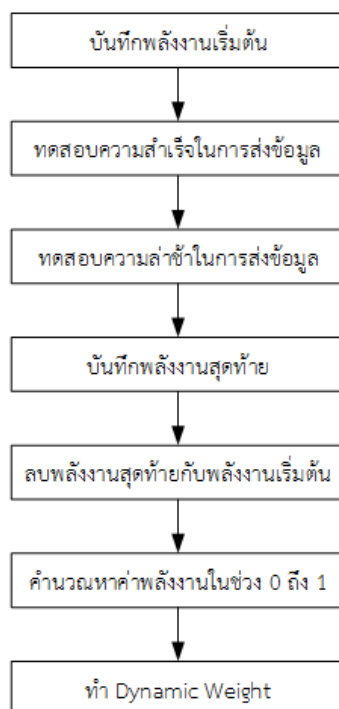 บันทึกพลังงานเริ่มต้น
ทดสอบความสำเร็จในการส่งข้อมูล
ทดสอบความล่าช้าในการส่งข้อมูล
บันทึกพลังงานสุดท้าย
ลบพลังงานสุดท้ายกับพลังงานเริ่มต้น
คำนวณหาค่าพลังงานในช่วง 0 ถึง 1
ทำ Dynamic Weight